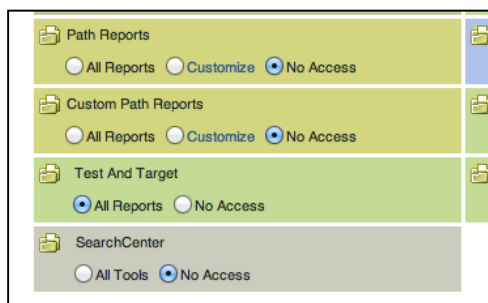 Path Reports
All Reports Customize No Access
Custom Path Reports
All Reports Customize No Access
Test And Target
All Reports No Access
SearchCenter
All Tools No Access